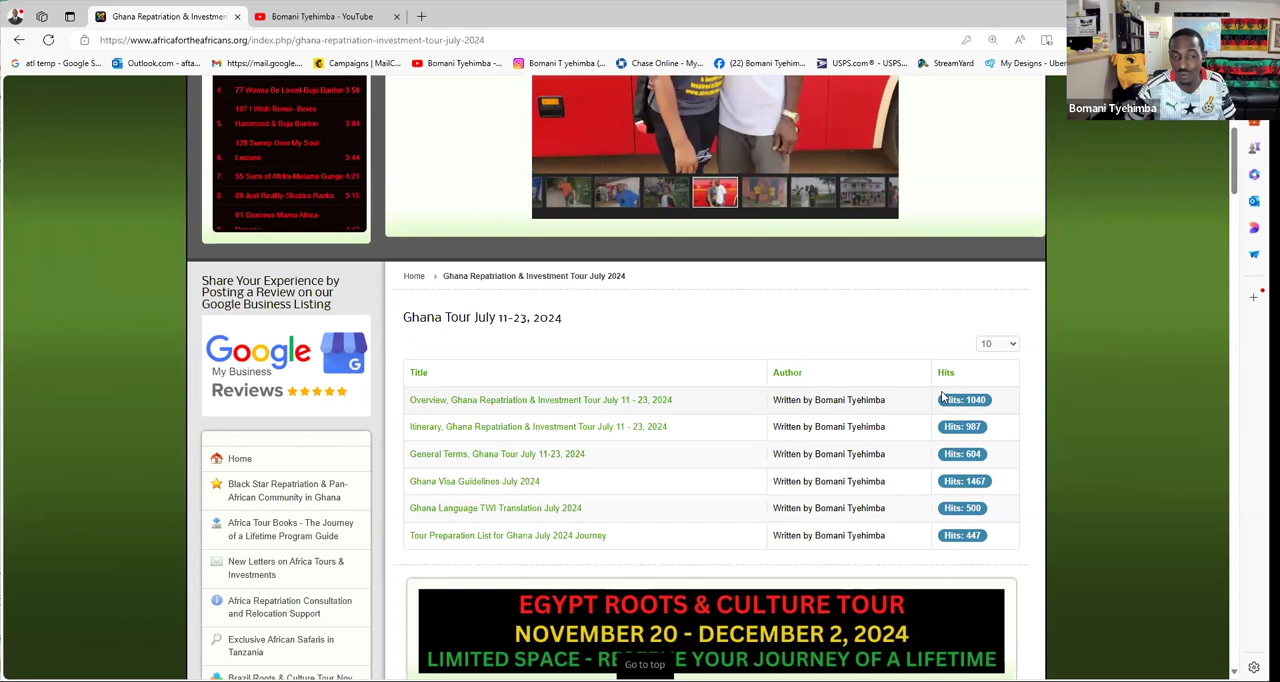 Ghana Repatriation & Investmen
Bomani Tyehimba - YouTube
https://www.africafortheafricans.org/index.php/ghana-repatriation-investment-tour-july-2024
atl temp - Google S...
Outlook.com - afta...
https://mail.google...
Campaigns | MailC...
Bomani Tyehimba -...
Bomani T yehimba (...
Chase Online - My...
(22) Bomani Tyehim...
USPS.com® - USPS...
StreamYard
My Designs - Uber
Bomani Tyehimba
4. 77 Wanna Be Loved-Buju Banton 3:58
187 I Wish Remix- Beres
5. Hammond & Buju Banton 3:84
129 Sweep Over My Soul-
6. Luciano 3:44
7. 55 Suns of Afrika-Melame Gange 4:21
8. 89 Just Reality-Shabba Ranks 3:15
01 Gracious Mama Africa-
Share Your Experience by
Posting a Review on our
Google Business Listing
Google
My Business
Reviews
G
Home
Black Star Repatriation & Pan-
African Community in Ghana
Africa Tour Books - The Journey
of a Lifetime Program Guide
New Letters on Africa Tours &
Investments
Africa Repatriation Consultation
and Relocation Support
Exclusive African Safaris in
Tanzania
Brazil Roots & Culture Tour Nov
Home Ghana Repatriation & Investment Tour July 2024
Ghana Tour July 11-23, 2024
10
Title Author Hits
Overview, Ghana Repatriation & Investment Tour July 11 - 23, 2024 Written by Bomani Tyehimba Hits: 1040
Itinerary, Ghana Repatriation & Investment Tour July 11 - 23, 2024 Written by Bomani Tyehimba Hits: 987
General Terms, Ghana Tour July 11-23, 2024 Written by Bomani Tyehimba Hits: 604
Ghana Visa Guidelines July 2024 Written by Bomani Tyehimba Hits: 1467
Ghana Language TWI Translation July 2024 Written by Bomani Tyehimba Hits: 500
Tour Preparation List for Ghana July 2024 Journey Written by Bomani Tyehimba Hits: 447
EGYPT ROOTS & CULTURE TOUR
NOVEMBER 20 - DECEMBER 2, 2024
LIMITED SPACE - YOUR JOURNEY OF A LIFETIME
Go to top